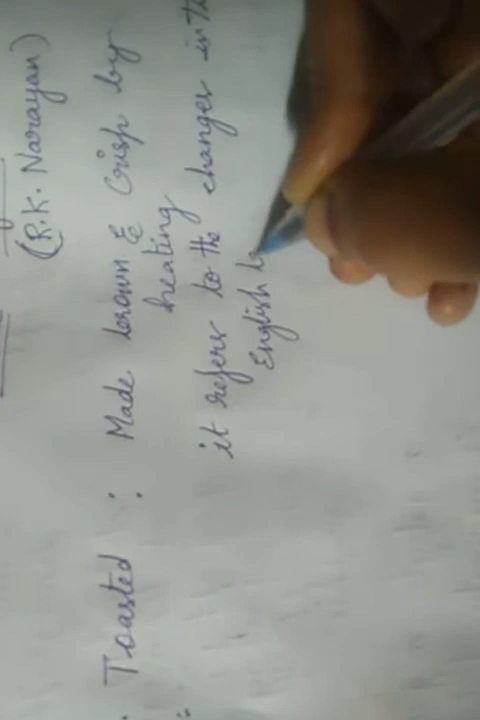 (R.K. Narayan)
Toasted : Made brown & Crisp by
heating
it refers to the changes in the
English